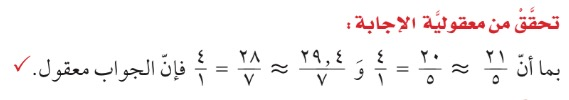 تحقَّقْ من معقوليَّة الإجابة :
بما أنّ ٢١/٥ ≈ ٢٠/٥ = ٤/١ وَ ٢٩,٤/٧ ≈ ٢٨/٧ = ٤/١ فإنّ الجواب معقول. ✓